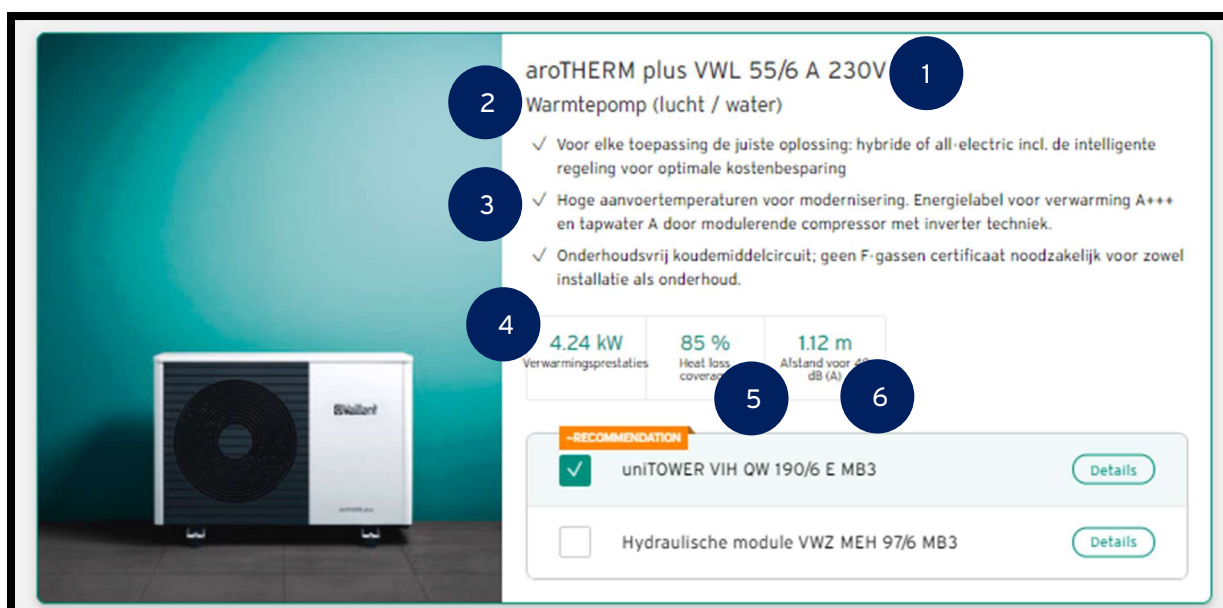 aroTHERM plus VWL 55/6 A 230V
1
2
Warmtepomp (lucht / water)
✓ Voor elke toepassing de juiste oplossing: hybride of all-electric incl. de intelligente
regeling voor optimale kostenbesparing
3
✓ Hoge aanvoertemperaturen voor modernisering. Energielabel voor verwarming A+++
en tapwater A door modulerende compressor met inverter techniek.
✓ Onderhoudsvrij koudemiddelcircuit; geen F-gassen certificaat noodzakelijk voor zowel
installatie als onderhoud.
4
4.24 kW 85 % 1.12 m
Verwarmingsprestaties Heat loss Afstand voor
dB (A)
5
6
Vaillant
~RECOMMENDATION
✓ uniTOWER VIH QW 190/6 E MB3 Details
Hydraulische module VWZ MEH 97/6 MB3 Details